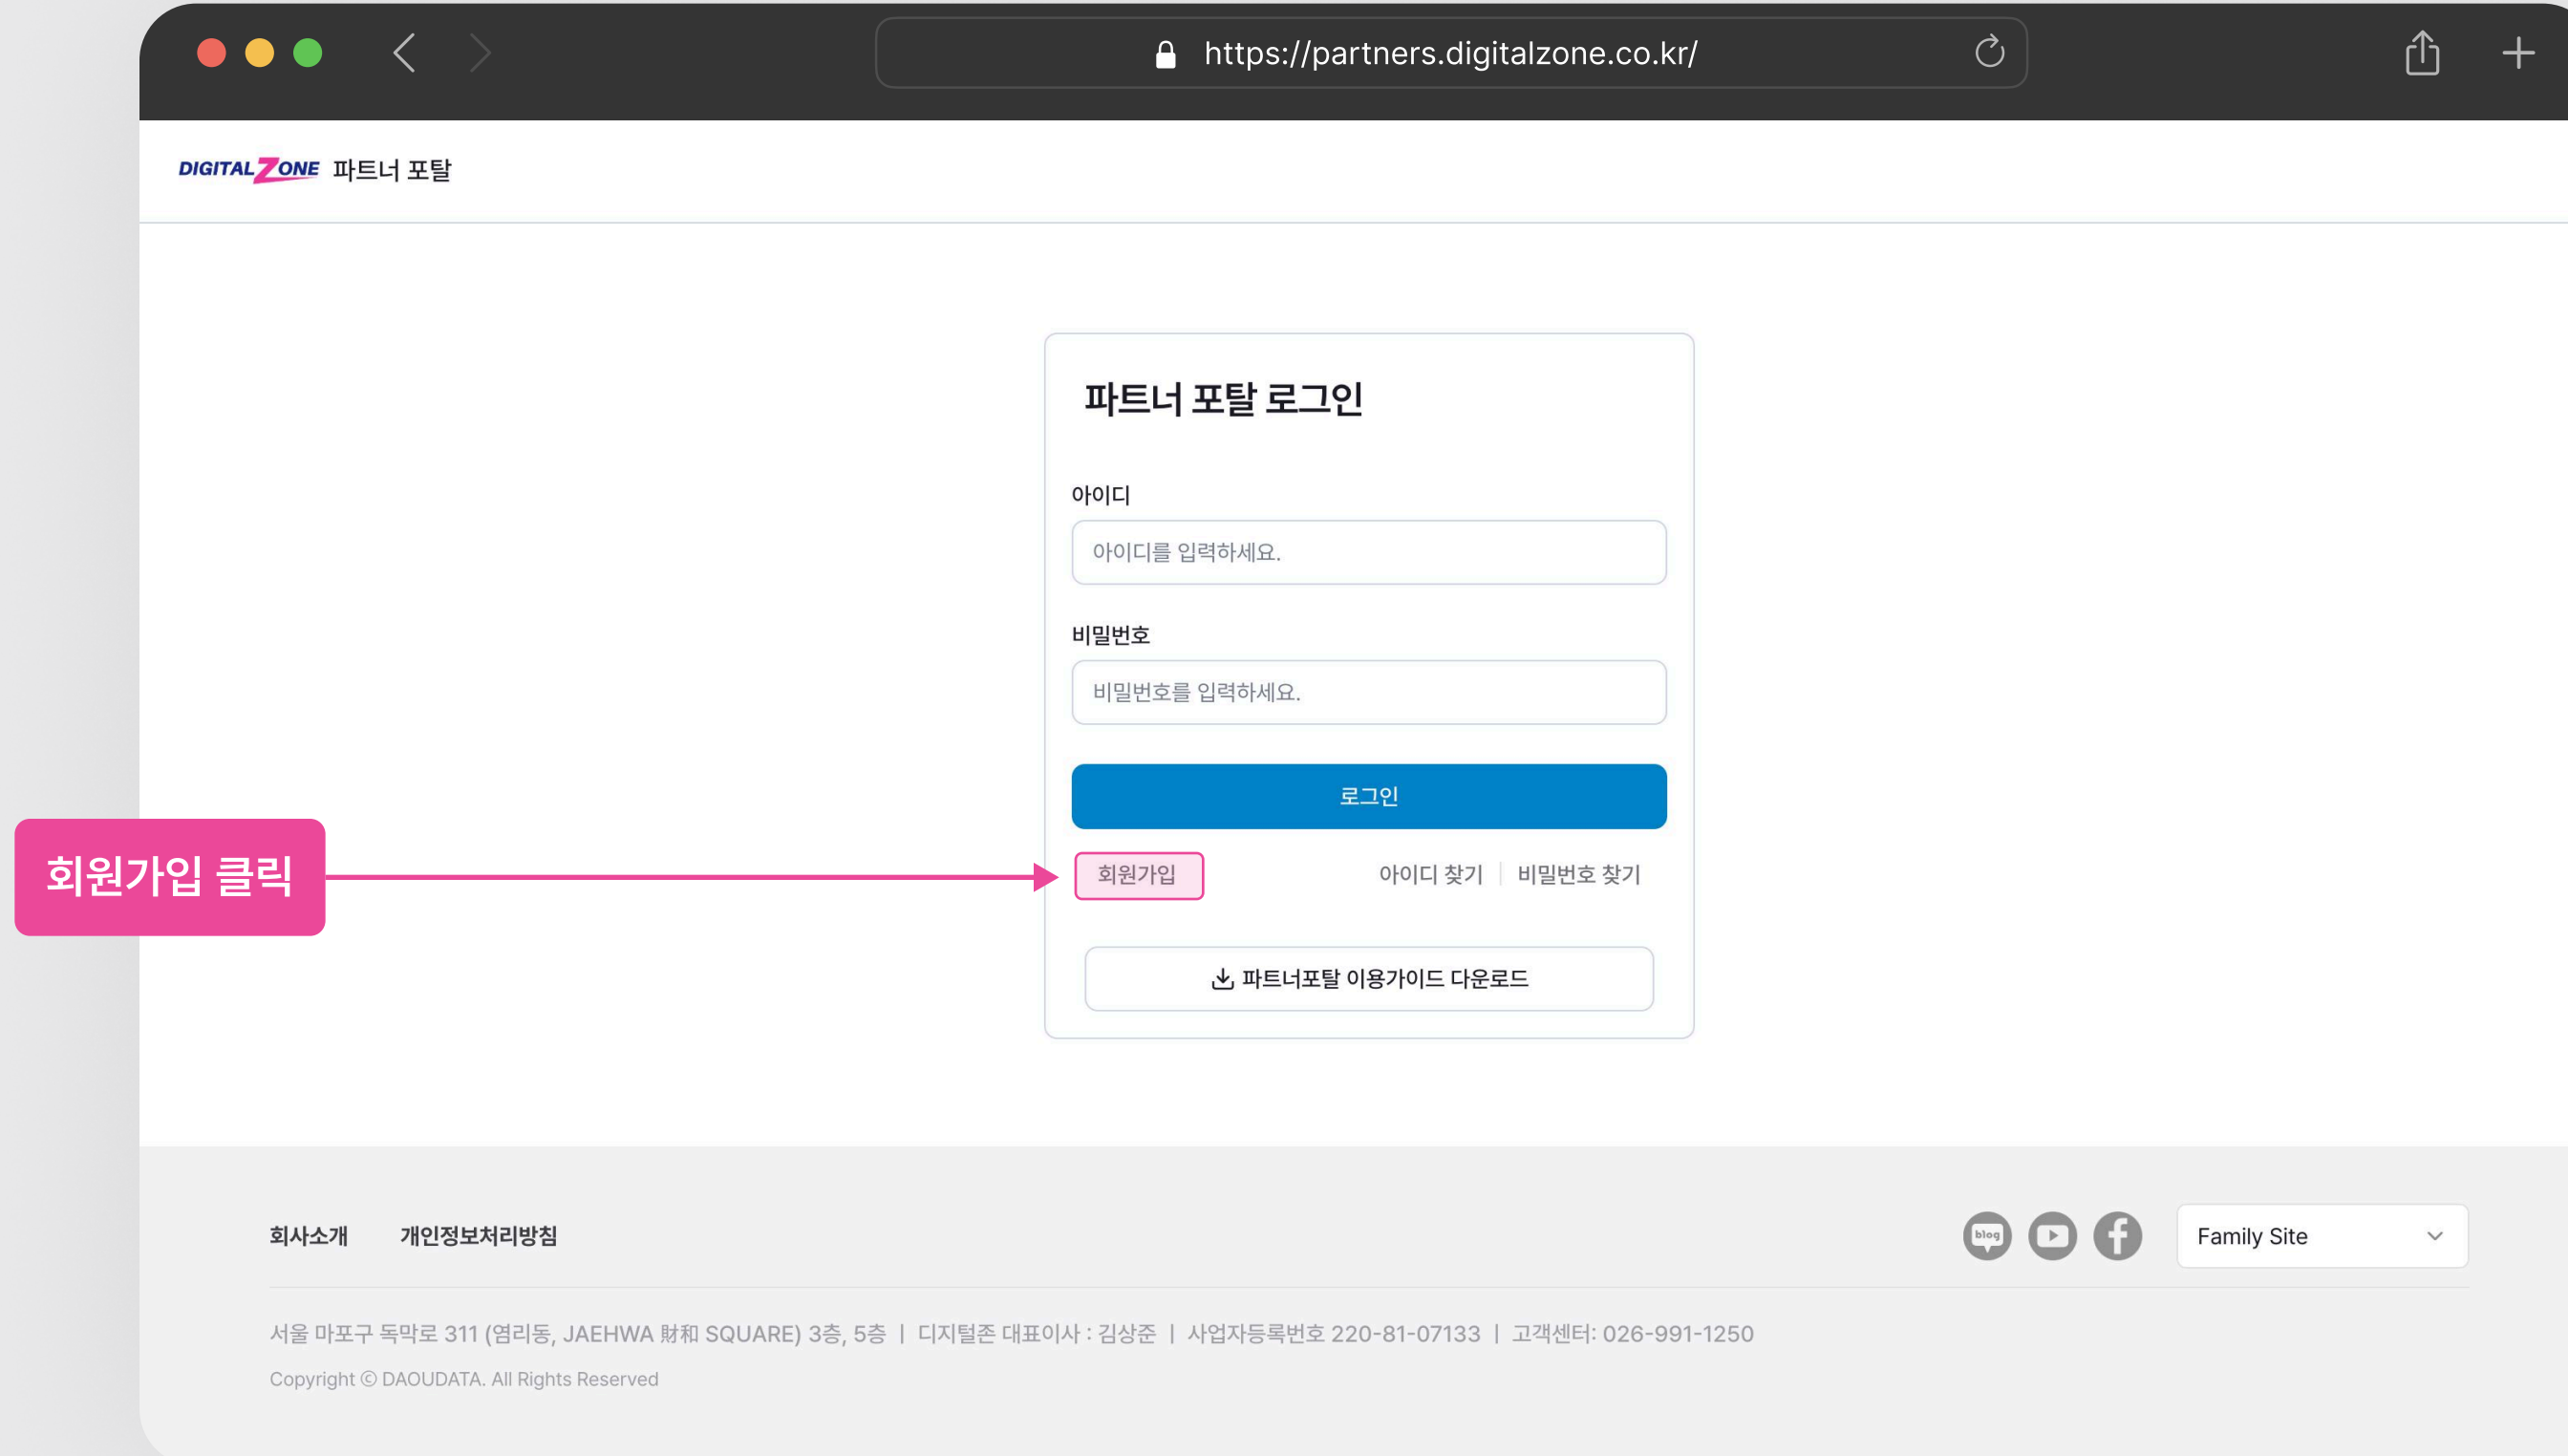 https://partners.digitalzone.co.kr/
DIGITALZONE 파트너 포탈
파트너 포탈 로그인
아이디
아이디를 입력하세요.
비밀번호
비밀번호를 입력하세요.
로그인
회원가입 클릭
회원가입 아이디 찾기 | 비밀번호 찾기
파트너포탈 이용가이드 다운로드
회사소개 개인정보처리방침 blog Family Site
서울 마포구 독막로 311 (염리동, JAEHWA 財和 SQUARE) 3층, 5층 | 디지털존 대표이사 : 김상준 | 사업자등록번호 220-81-07133 | 고객센터: 026-991-1250
Copyright ⓒ DAOUDATA. All Rights Reserved